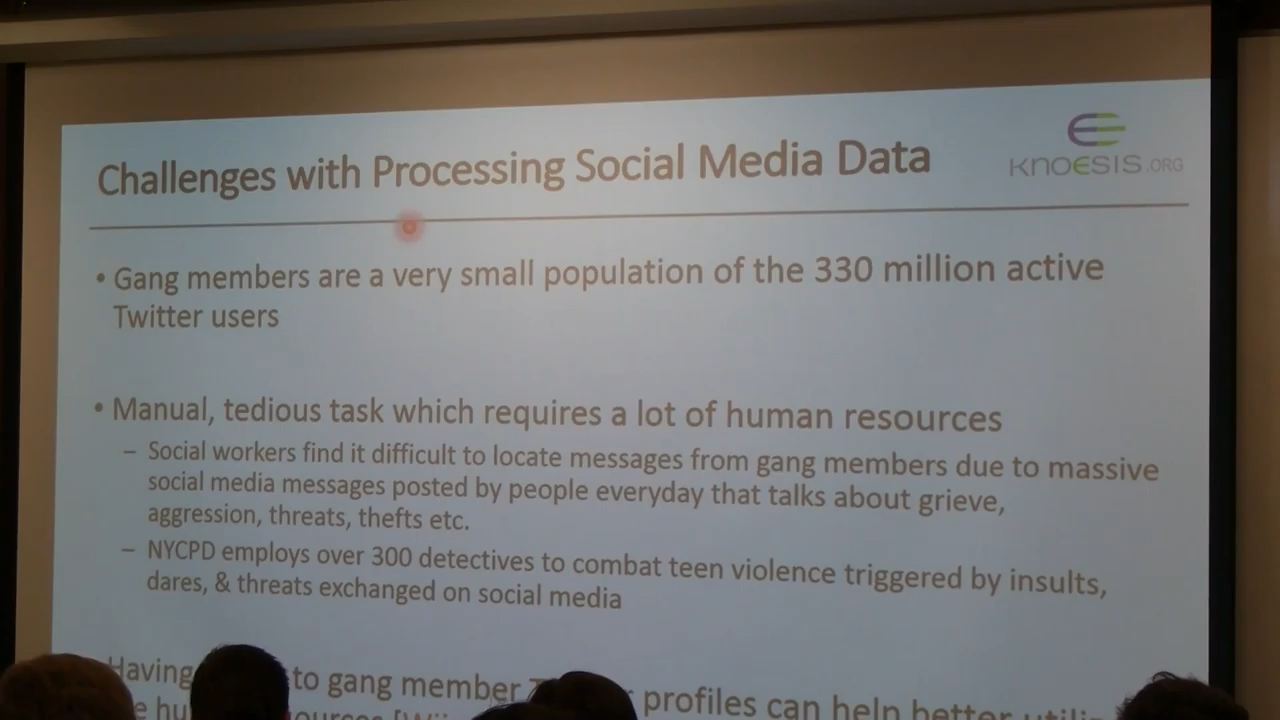 Challenges with Processing Social Media Data
KNOESIS.ORG
• Gang members are a very small population of the 330 million active
Twitter users
• Manual, tedious task which requires a lot of human resources
– Social workers find it difficult to locate messages from gang members due to massive
social media messages posted by people everyday that talks about grieve,
aggression, threats, thefts etc.
– NYCPD employs over 300 detectives to combat teen violence triggered by insults,
dares, & threats exchanged on social media
Having to gang member profiles can help better